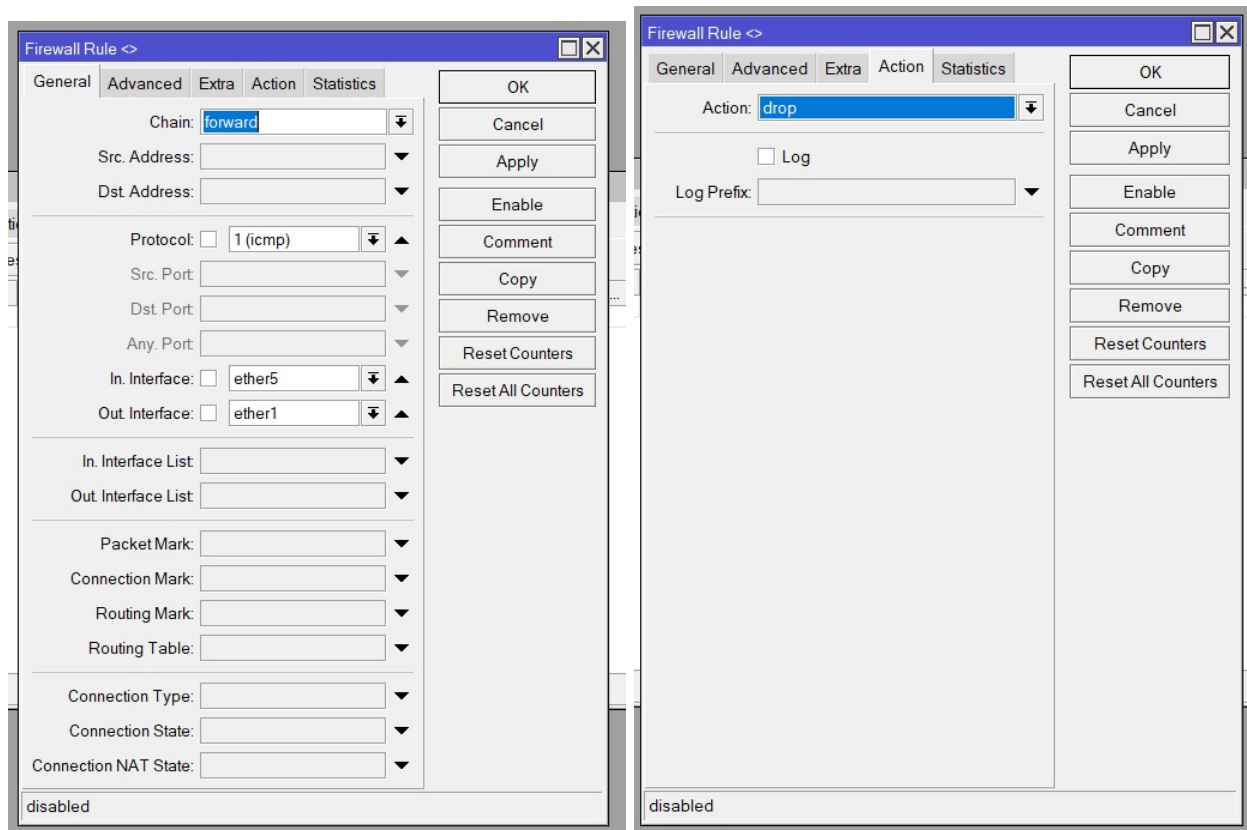 Firewall Rule <>
General Advanced Extra Action Statistics
Chain: forward
Src. Address:
Dst. Address:
Protocol: 1 (icmp)
Src. Port:
Dst. Port:
Any. Port:
In. Interface: ether5
Out. Interface: ether1
In. Interface List:
Out. Interface List:
Packet Mark:
Connection Mark:
Routing Mark:
Routing Table:
Connection Type:
Connection State:
Connection NAT State:
OK
Cancel
Apply
Enable
Comment
Copy
Remove
Reset Counters
Reset All Counters
disabled
Firewall Rule <>
General Advanced Extra Action Statistics
Action: drop
Log
Log Prefix:
OK
Cancel
Apply
Enable
Comment
Copy
Remove
Reset Counters
Reset All Counters
disabled